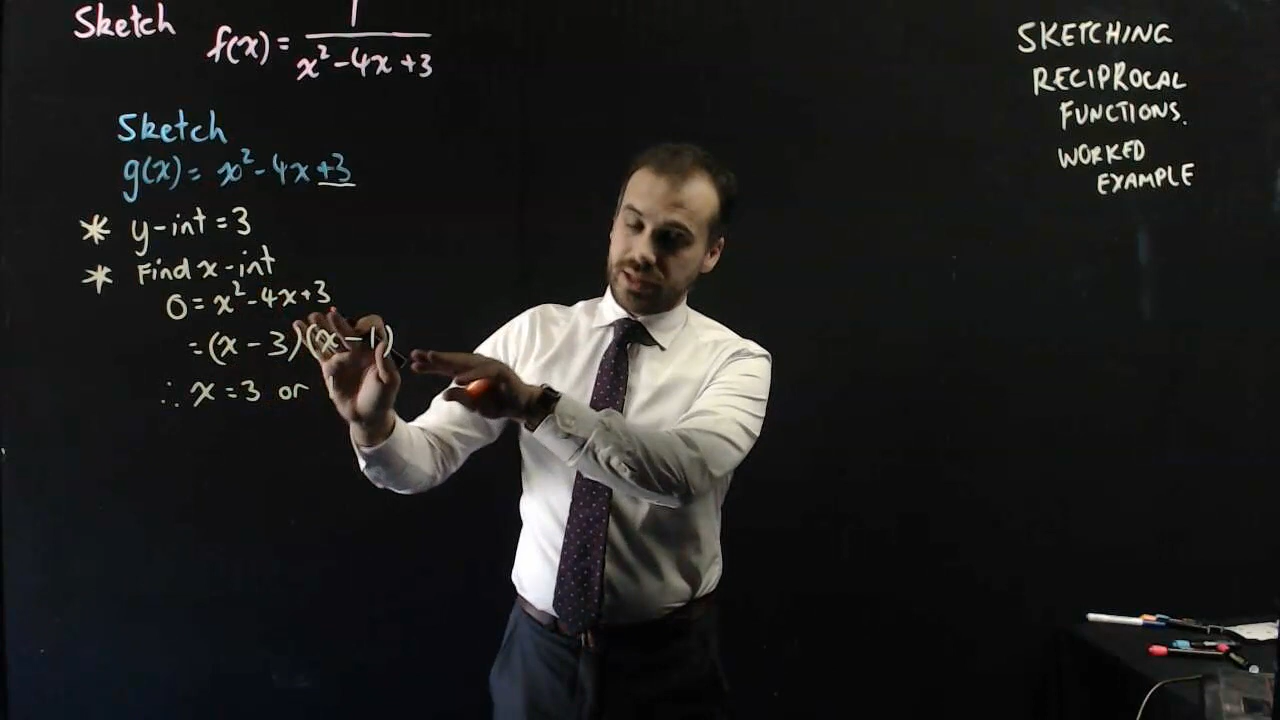 Sketch f(x) = 1/(x² - 4x + 3)
Sketch
g(x) = x² - 4x + 3
* y-int = 3
* Find x-int
0 = x² - 4x + 3
= (x - 3)(x - 1)
∴ x = 3 or
SKETCHING
RECIPROCAL
FUNCTIONS.
WORKED
EXAMPLE